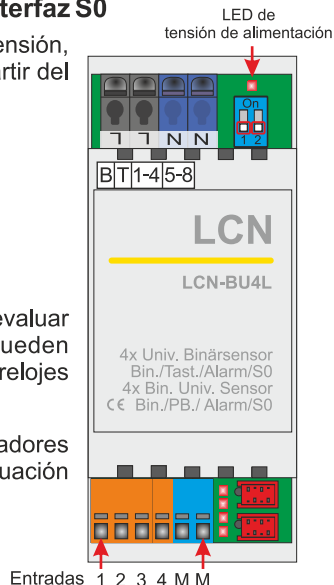 terfaz S0
ensión,
artir del
LED de
tensión de alimentación
L L N N
On
1 2
B T 1-4 5-8
LCN
LCN-BU4L
evaluar
ueden
relojes
4x Univ. Binärsensor
Bin./Tast./Alarm/S0
4x Bin. Univ. Sensor
CE Bin./PB./ Alarm/S0
adores
uación
Entradas 1 2 3 4 M M